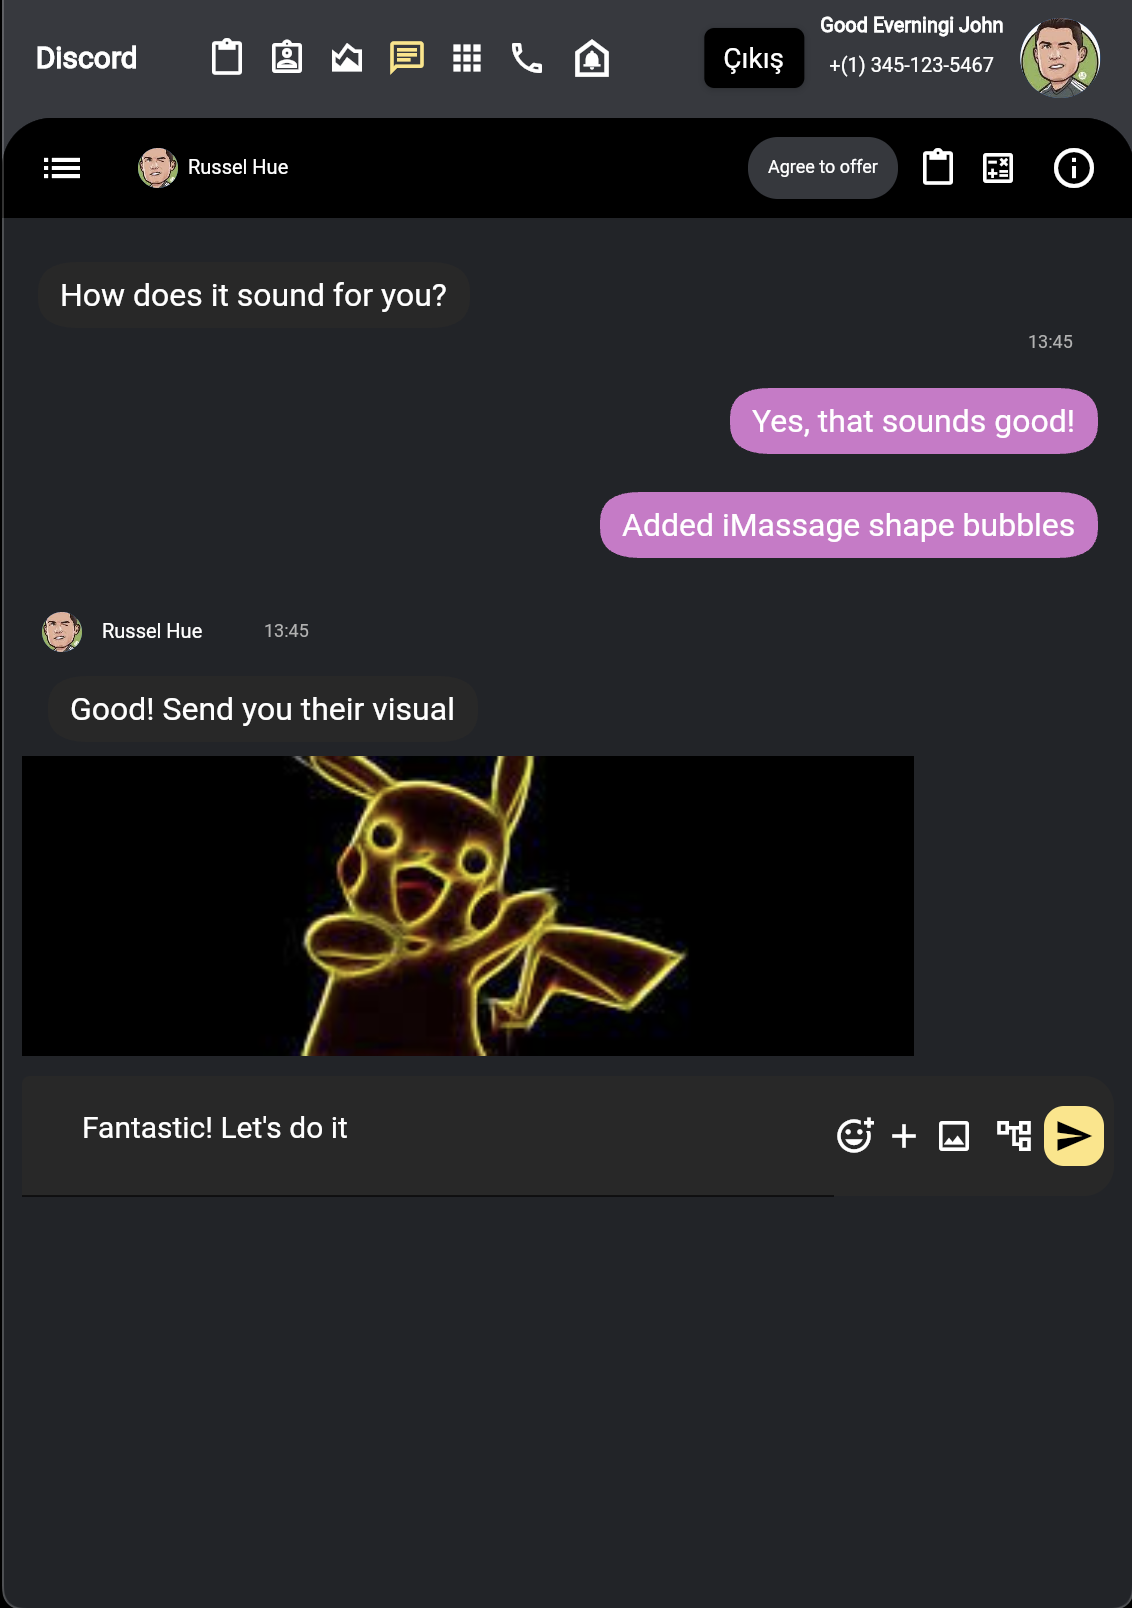 Discord
Çıkış
Good Everningi John
+(1) 345-123-5467
Russel Hue
Agree to offer
How does it sound for you?
13:45
Yes, that sounds good!
Added iMassage shape bubbles
Russel Hue
13:45
Good! Send you their visual
Fantastic! Let's do it